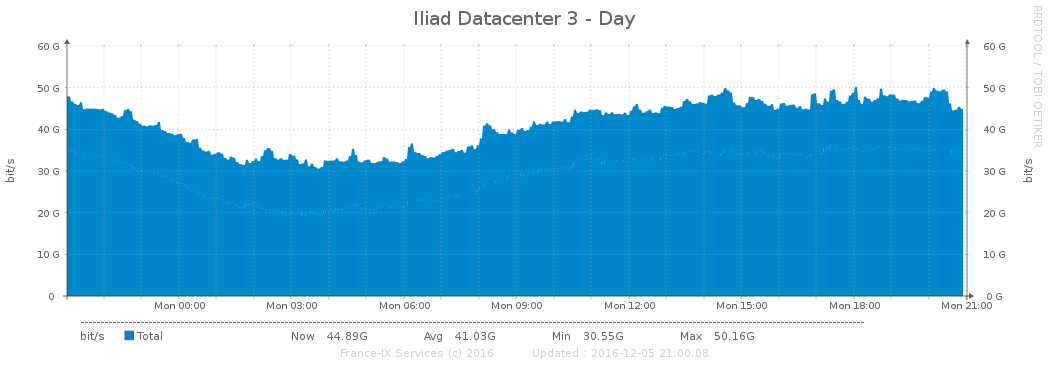 Iliad Datacenter 3 - Day
RRDTOOL / TOBI OETIKER
60 G 60 G
50 G 50 G
40 G 40 G
30 G 30 G
20 G 20 G
10 G 10 G
0 0 G
bit/s bit/s
Mon 00:00 Mon 03:00 Mon 06:00 Mon 09:00 Mon 12:00 Mon 15:00 Mon 18:00 Mon 21:00
bit/s Total Now 44.89G Avg 41.03G Min 30.55G Max 50.16G
France-IX Services (c) 2016 Updated : 2016-12-05 21:00:08